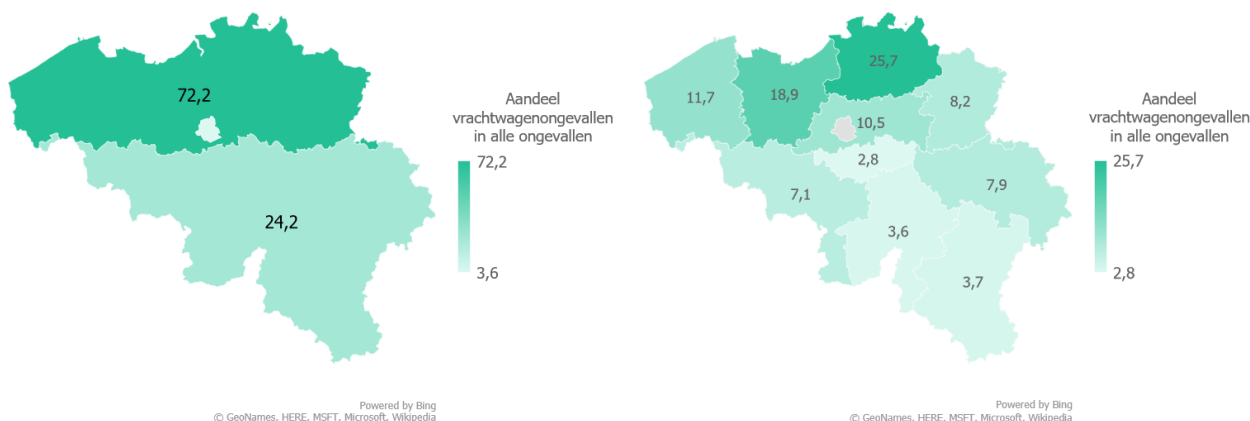 72,2
24,2
Aandeel
vrachtwagenongevallen
in alle ongevallen
72,2
3,6
Powered by Bing
© GeoNames, HERE, MSFT, Microsoft, Wikipedia
25,7
11,7
18,9
8,2
10,5
2,8
7,1
7,9
3,6
3,7
Aandeel
vrachtwagenongevallen
in alle ongevallen
25,7
2,8
Powered by Bing
© GeoNames, HERE, MSFT, Microsoft, Wikipedia